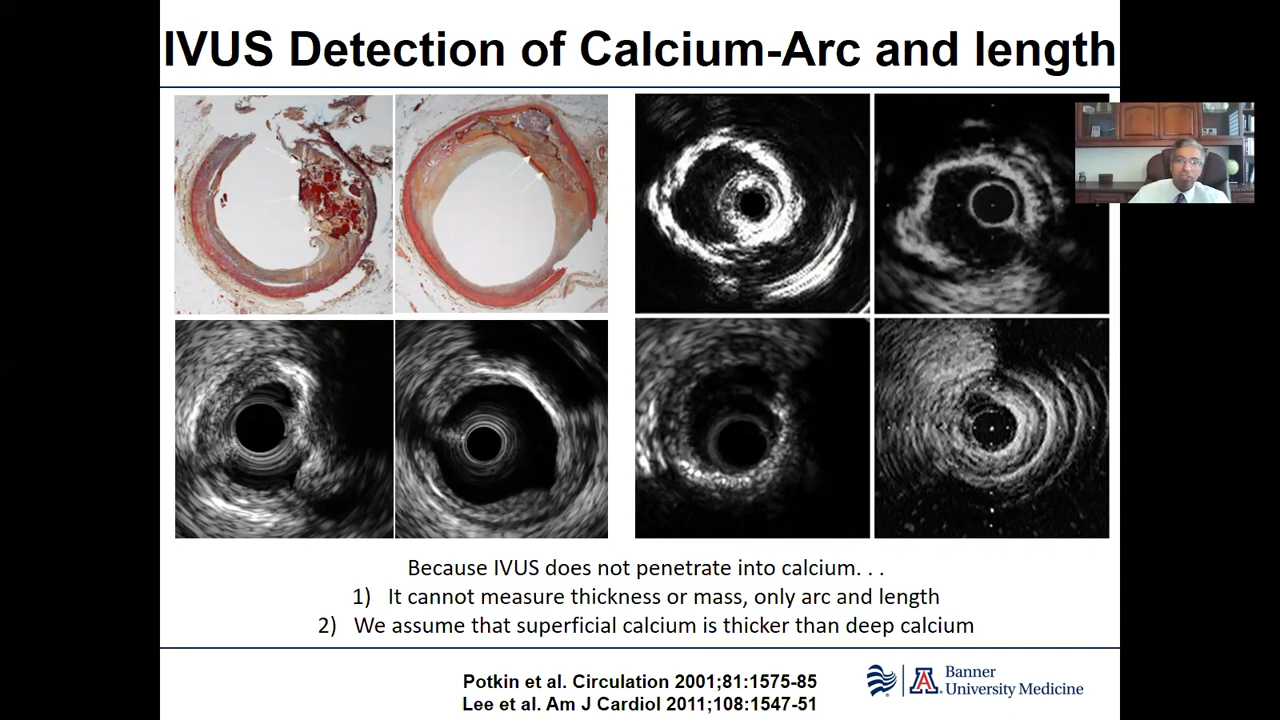 IVUS Detection of Calcium-Arc and length
Because IVUS does not penetrate into calcium. . .
1) It cannot measure thickness or mass, only arc and length
2) We assume that superficial calcium is thicker than deep calcium
Potkin et al. Circulation 2001;81:1575-85
Lee et al. Am J Cardiol 2011;108:1547-51
A
Banner
University Medicine